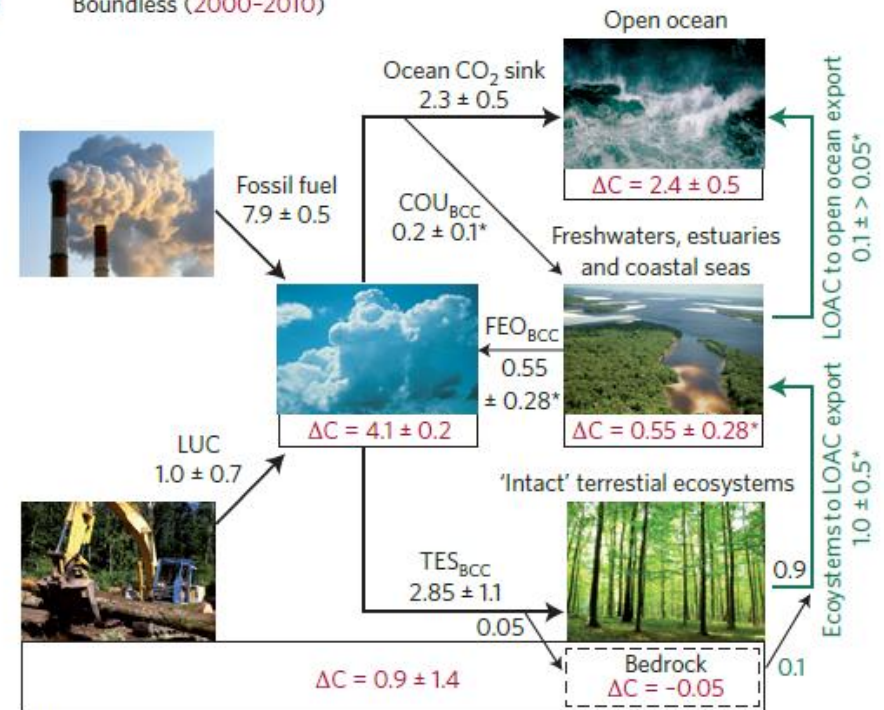 Boundless (2000–2010)
Open ocean
Ocean CO₂ sink
2.3 ± 0.5
ΔC = 2.4 ± 0.5
LOAC to open ocean export
0.1 ± > 0.05*
Fossil fuel
7.9 ± 0.5
COU_BCC
0.2 ± 0.1*
Freshwaters, estuaries
and coastal seas
FEO_BCC
0.55
± 0.28*
ΔC = 4.1 ± 0.2
ΔC = 0.55 ± 0.28*
LUC
1.0 ± 0.7
'Intact' terrestial ecosystems
Ecoystems to LOAC export
1.0 ± 0.5*
TES_BCC
2.85 ± 1.1
0.05
0.9
ΔC = 0.9 ± 1.4
Bedrock
ΔC = –0.05
0.1